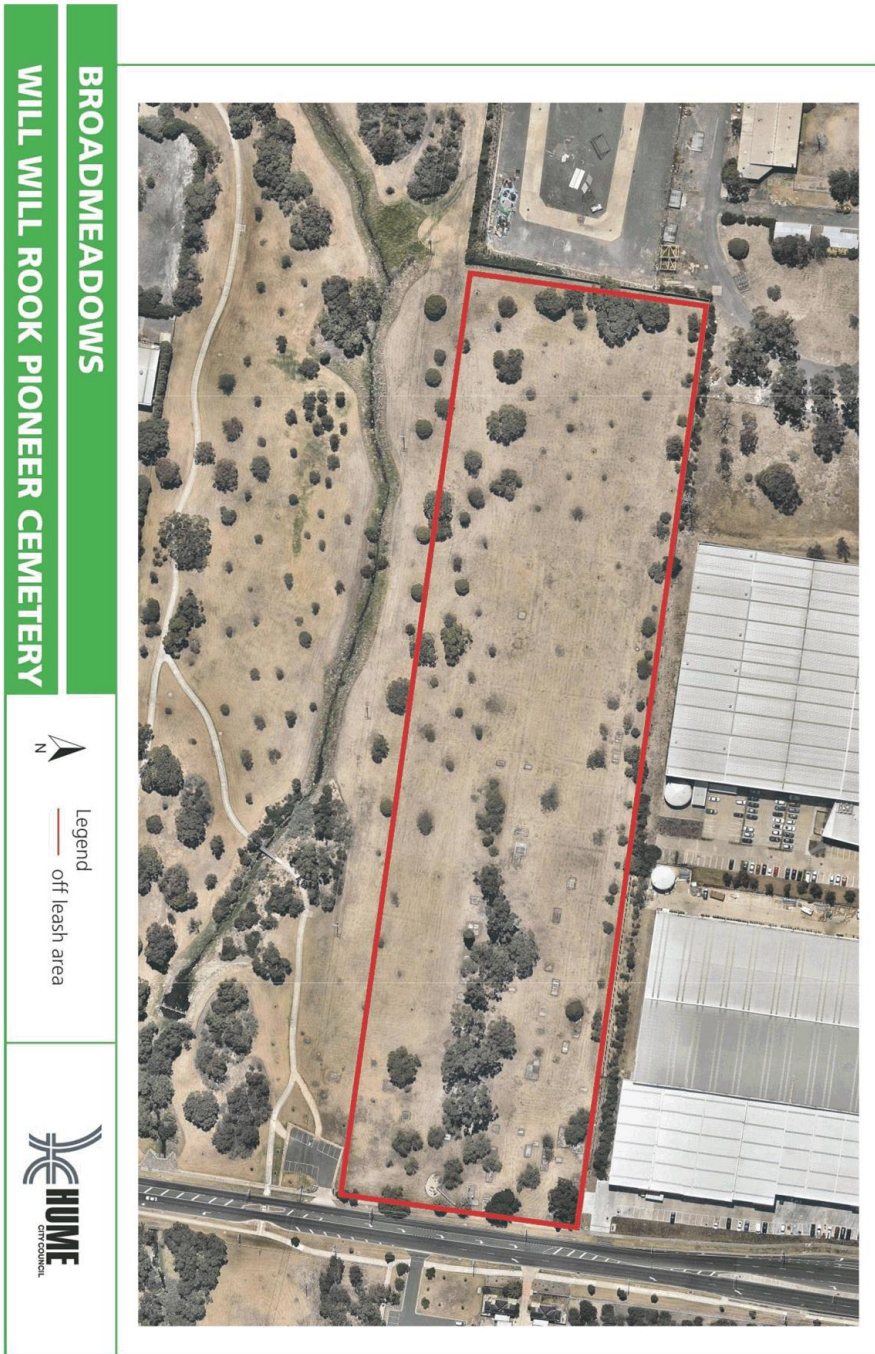 BROADMEADOWS
WILL WILL ROOK PIONEER CEMETERY
N
Legend
off leash area
HUME
CITY COUNCIL